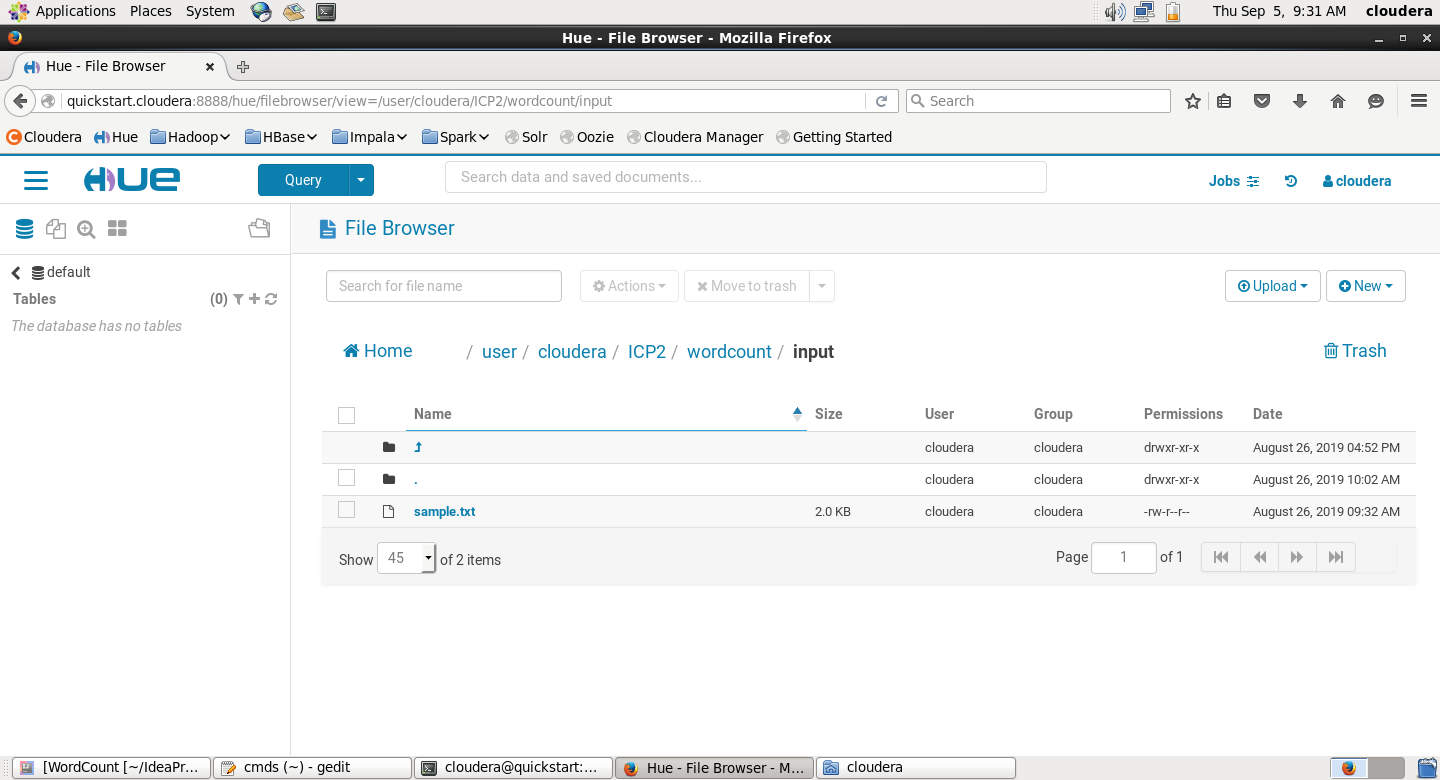 Applications Places System Thu Sep 5, 9:31 AM cloudera
Hue - File Browser - Mozilla Firefox
Hue - File Browser
quickstart.cloudera:8888/hue/filebrowser/view=/user/cloudera/ICP2/wordcount/input Search
Cloudera Hue Hadoop HBase Impala Spark Solr Oozie Cloudera Manager Getting Started
HUE Query Search data and saved documents... Jobs cloudera
File Browser
default
Tables (0)
The database has no tables
Search for file name Actions Move to trash Upload New
Home / user / cloudera / ICP2 / wordcount / input Trash
Name Size User Group Permissions Date
cloudera cloudera drwxr-xr-x August 26, 2019 04:52 PM
. cloudera cloudera drwxr-xr-x August 26, 2019 10:02 AM
sample.txt 2.0 KB cloudera cloudera -rw-r--r-- August 26, 2019 09:32 AM
Show 45 of 2 items Page 1 of 1
[WordCount [~/IdeaPr... cmds (~) - gedit cloudera@quickstart:... Hue - File Browser - M... cloudera